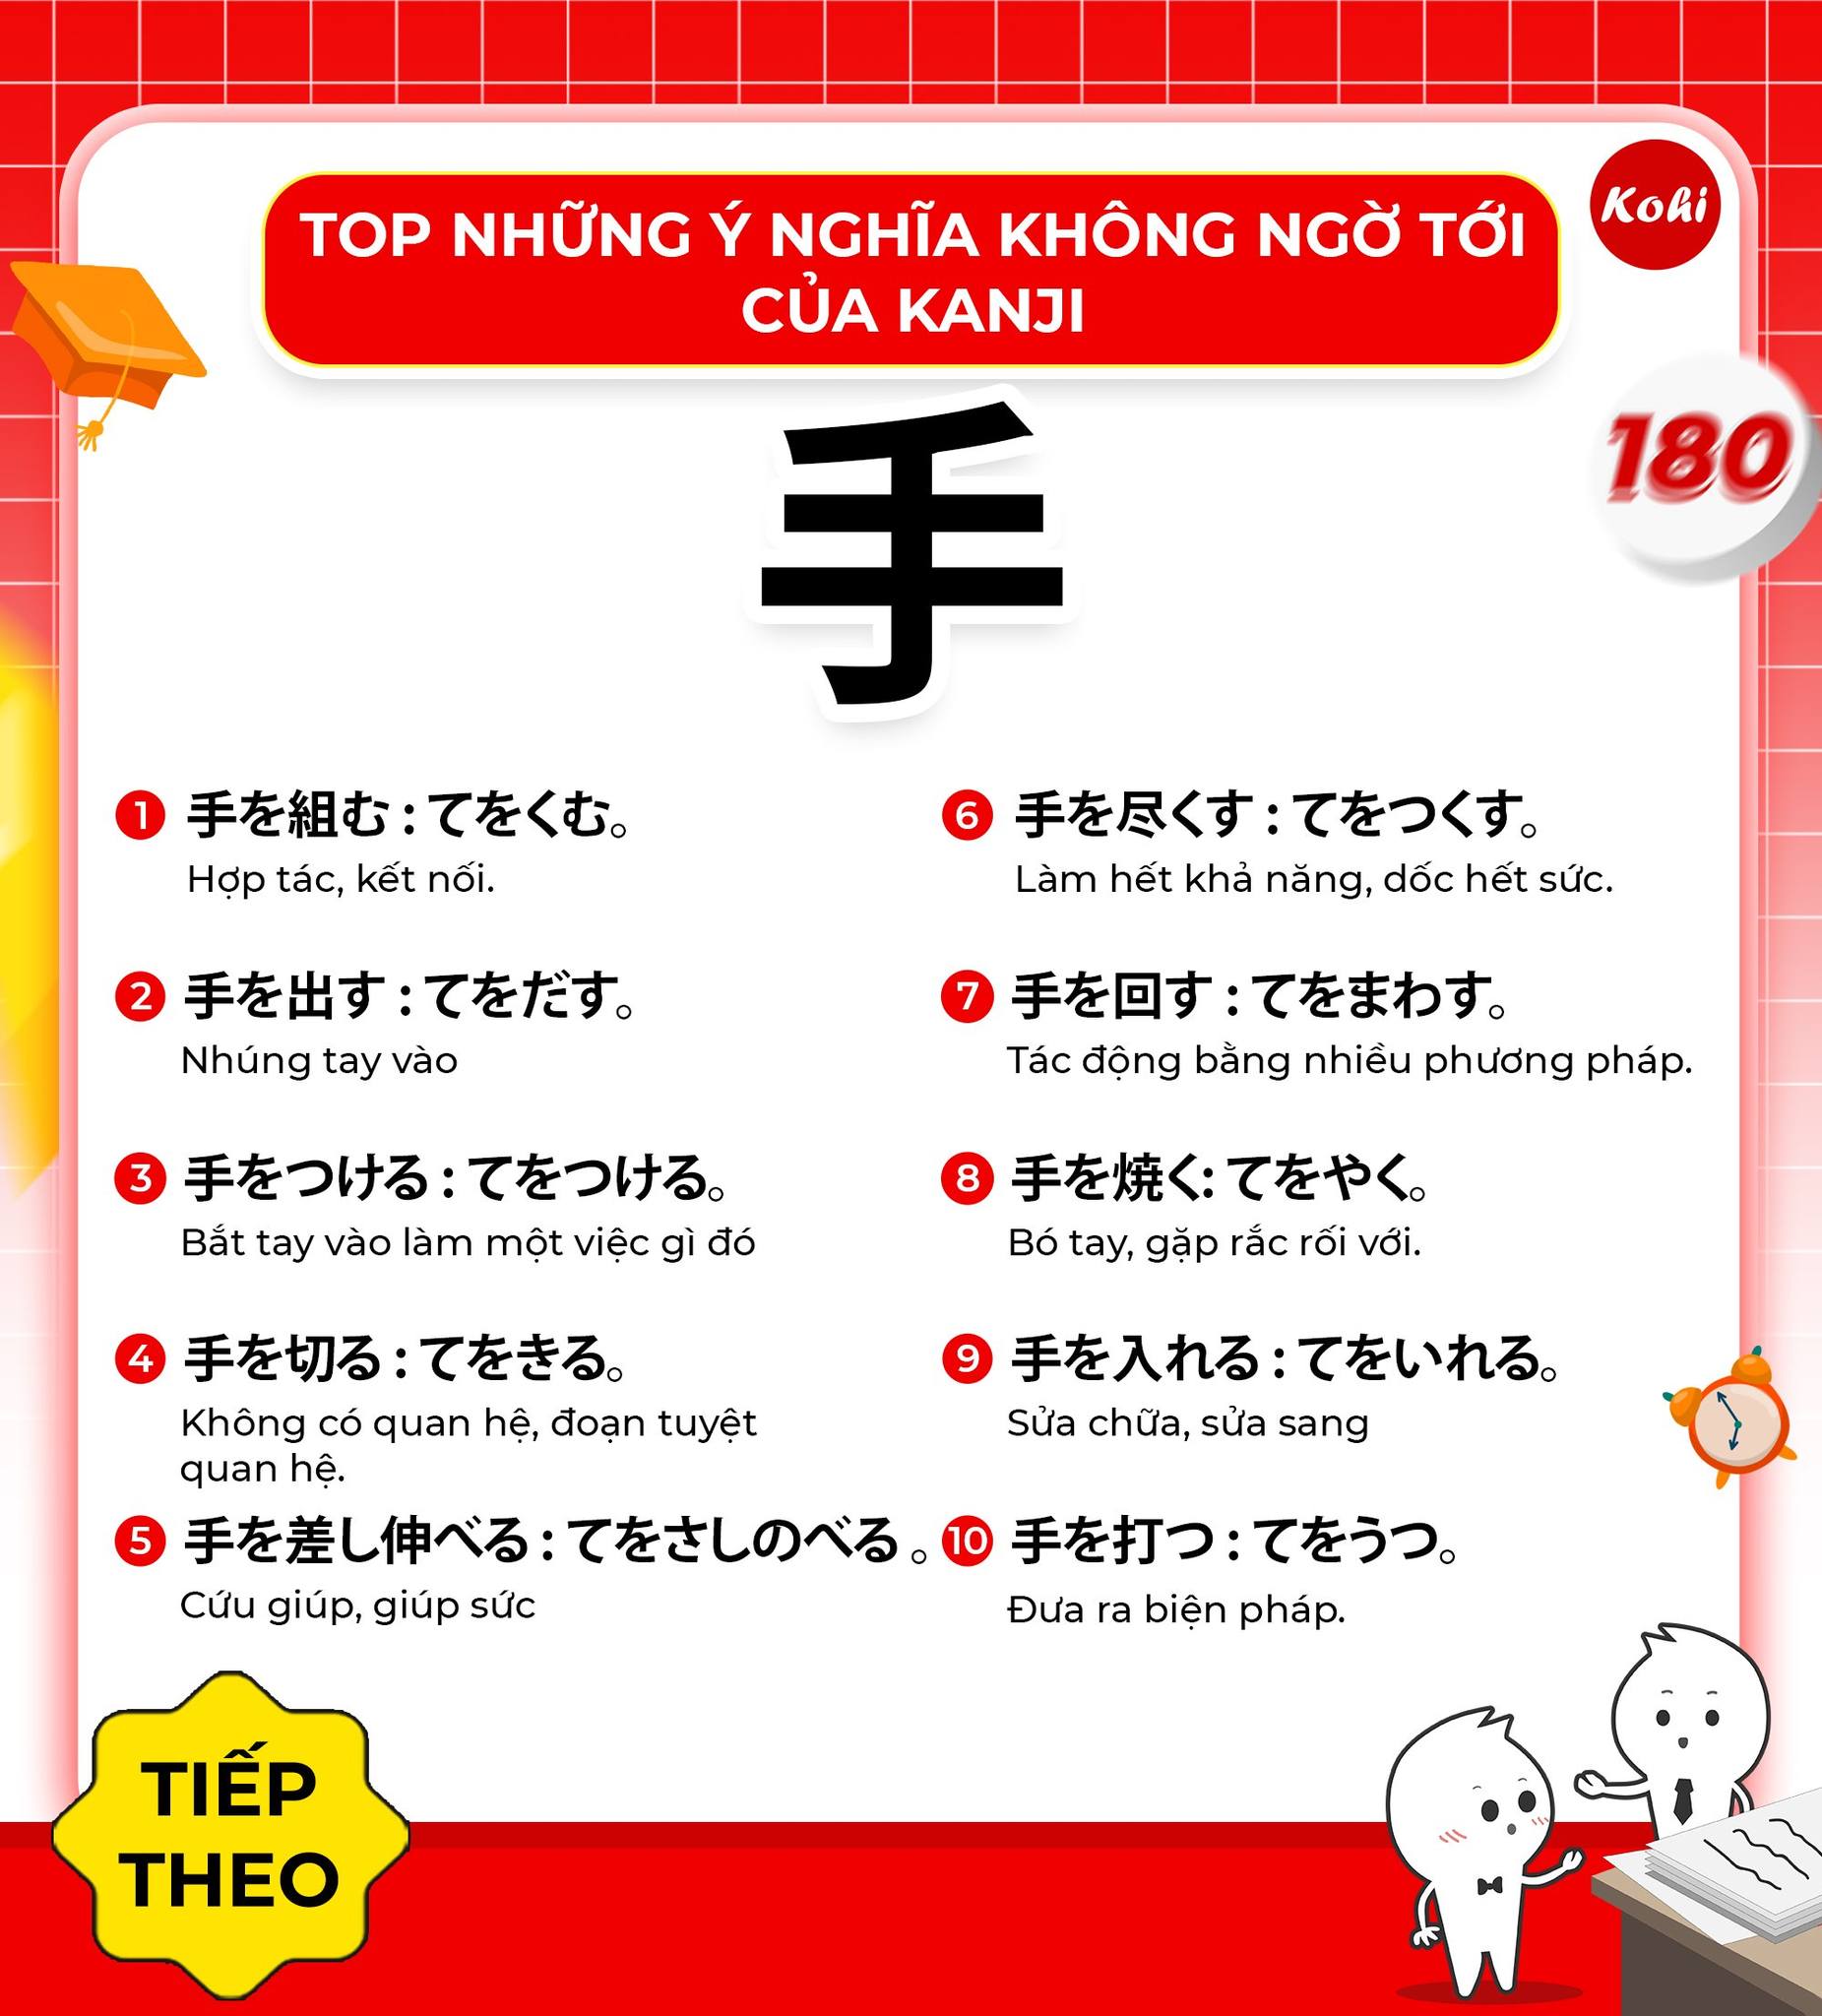 TOP NHỮNG Ý NGHĨA KHÔNG NGỜ TỚI
CỦA KANJI
Kohi
180
手
1 手を組む : てをくむ。
Hợp tác, kết nối.
2 手を出す : てをだす。
Nhúng tay vào
3 手をつける : てをつける。
Bắt tay vào làm một việc gì đó
4 手を切る : てをきる。
Không có quan hệ, đoạn tuyệt
quan hệ.
5 手を差し伸べる : てをさしのべる 。
Cứu giúp, giúp sức
6 手を尽くす : てをつくす。
Làm hết khả năng, dốc hết sức.
7 手を回す : てをまわす。
Tác động bằng nhiều phương pháp.
8 手を焼く: てをやく。
Bó tay, gặp rắc rối với.
9 手を入れる : てをいれる。
Sửa chữa, sửa sang
10 手を打つ : てをうつ。
Đưa ra biện pháp.
TIẾP
THEO